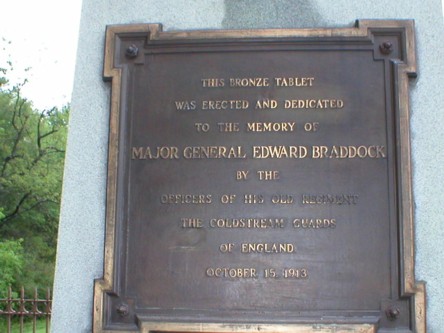 THIS BRONZE TABLET
WAS ERECTED AND DEDICATED
TO THE MEMORY OF
MAJOR GENERAL EDWARD BRADDOCK
BY THE
OFFICERS OF HIS OLD REGIMENT
THE COLDSTREAM GUARDS
OF ENGLAND.
OCTOBER 15 1913